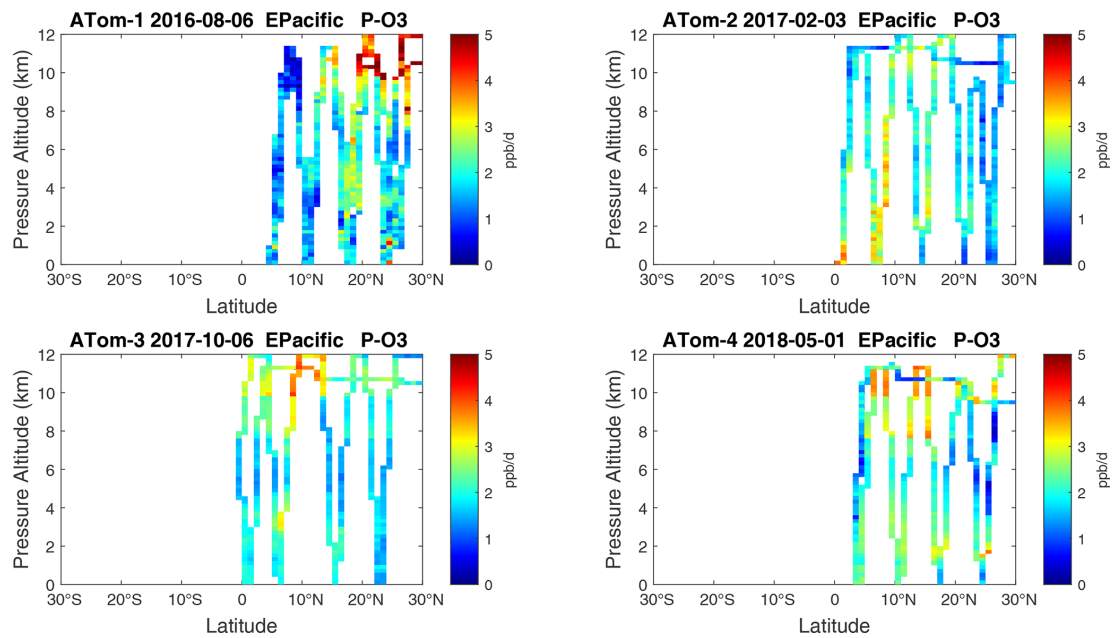 ATom-1 2016-08-06 EPacific P-O3
12
10
8
6
4
2
0
Pressure Altitude (km)
30°S 20°S 10°S 0 10°N 20°N 30°N
Latitude
5
4
3
2
1
0
ppb/d
ATom-2 2017-02-03 EPacific P-O3
12
10
8
6
4
2
0
Pressure Altitude (km)
30°S 20°S 10°S 0 10°N 20°N 30°N
Latitude
5
4
3
2
1
0
ppb/d
ATom-3 2017-10-06 EPacific P-O3
12
10
8
6
4
2
0
Pressure Altitude (km)
30°S 20°S 10°S 0 10°N 20°N 30°N
Latitude
5
4
3
2
1
0
ppb/d
ATom-4 2018-05-01 EPacific P-O3
12
10
8
6
4
2
0
Pressure Altitude (km)
30°S 20°S 10°S 0 10°N 20°N 30°N
Latitude
5
4
3
2
1
0
ppb/d